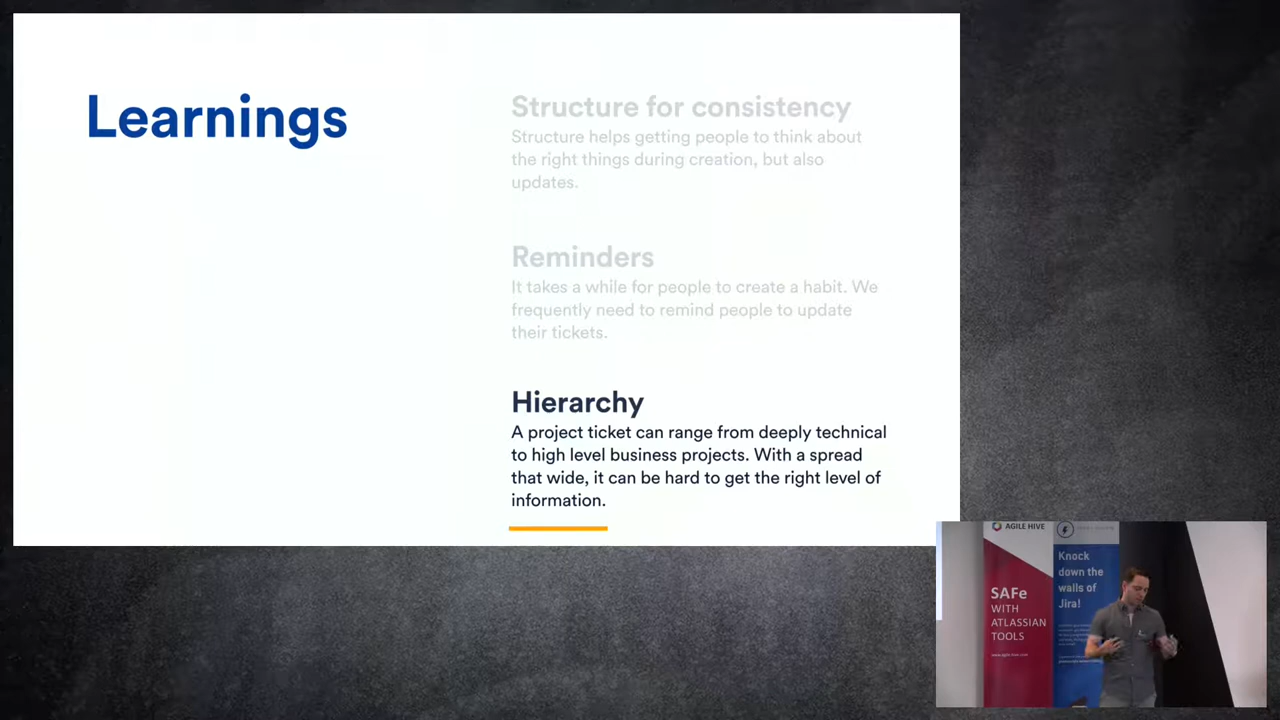 Learnings
Structure for consistency
Structure helps getting people to think about
the right things during creation, but also
updates.
Reminders
It takes a while for people to create a habit. We
frequently need to remind people to update
their tickets.
Hierarchy
A project ticket can range from deeply technical
to high level business projects. With a spread
that wide, it can be hard to get the right level of
information.
AGILE HIVE
SAFe
WITH
ATLASSIAN
TOOLS
Knock
down the
walls of
Jira!